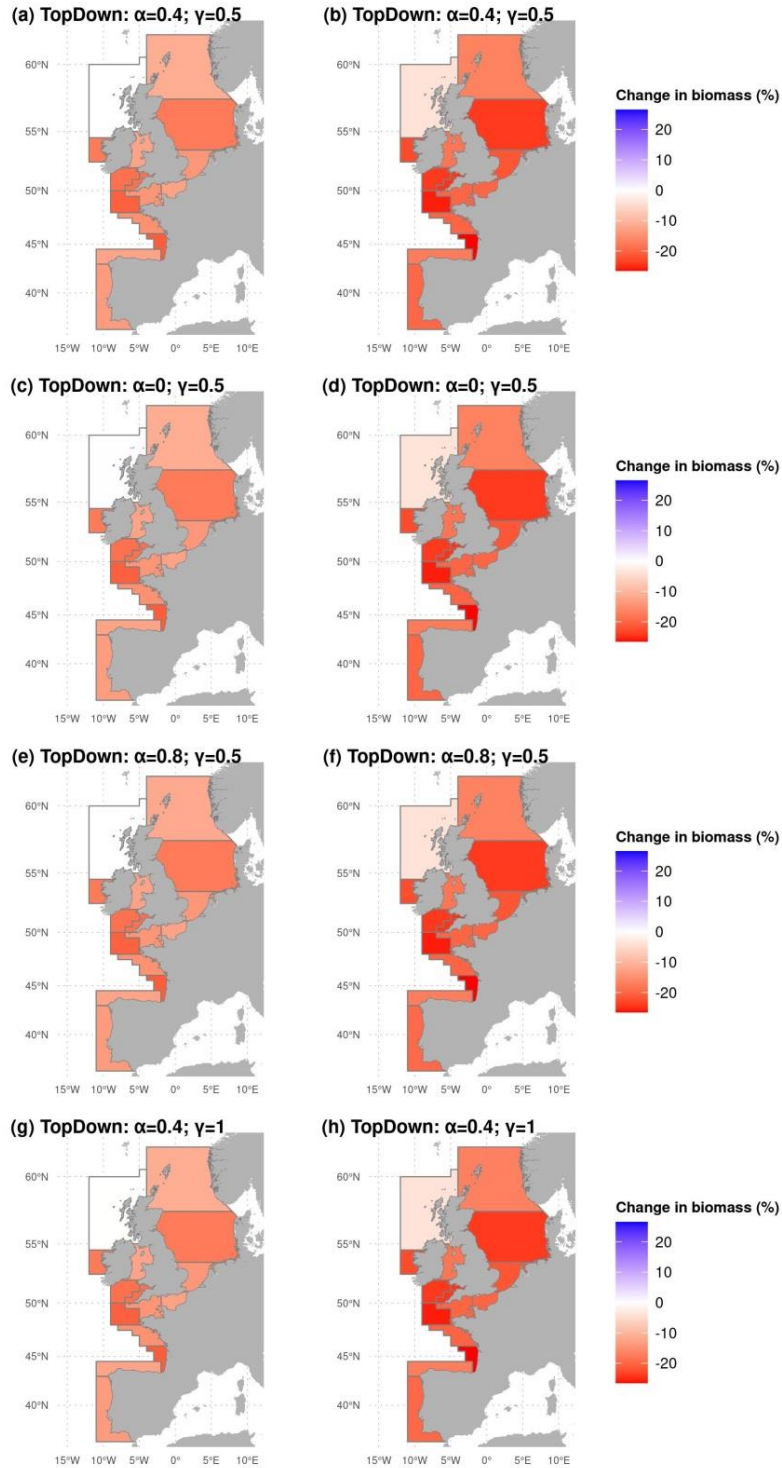 (a) TopDown: α=0.4; γ=0.5 (b) TopDown: α=0.4; γ=0.5
60°N
55°N
50°N
45°N
40°N
15°W 10°W 5°W 0° 5°E 10°E 15°W 10°W 5°W 0° 5°E 10°E
Change in biomass (%)
20
10
0
-10
-20
(c) TopDown: α=0; γ=0.5 (d) TopDown: α=0; γ=0.5
60°N
55°N
50°N
45°N
40°N
15°W 10°W 5°W 0° 5°E 10°E 15°W 10°W 5°W 0° 5°E 10°E
Change in biomass (%)
20
10
0
-10
-20
(e) TopDown: α=0.8; γ=0.5 (f) TopDown: α=0.8; γ=0.5
60°N
55°N
50°N
45°N
40°N
15°W 10°W 5°W 0° 5°E 10°E 15°W 10°W 5°W 0° 5°E 10°E
Change in biomass (%)
20
10
0
-10
-20
(g) TopDown: α=0.4; γ=1 (h) TopDown: α=0.4; γ=1
60°N
55°N
50°N
45°N
40°N
15°W 10°W 5°W 0° 5°E 10°E 15°W 10°W 5°W 0° 5°E 10°E
Change in biomass (%)
20
10
0
-10
-20